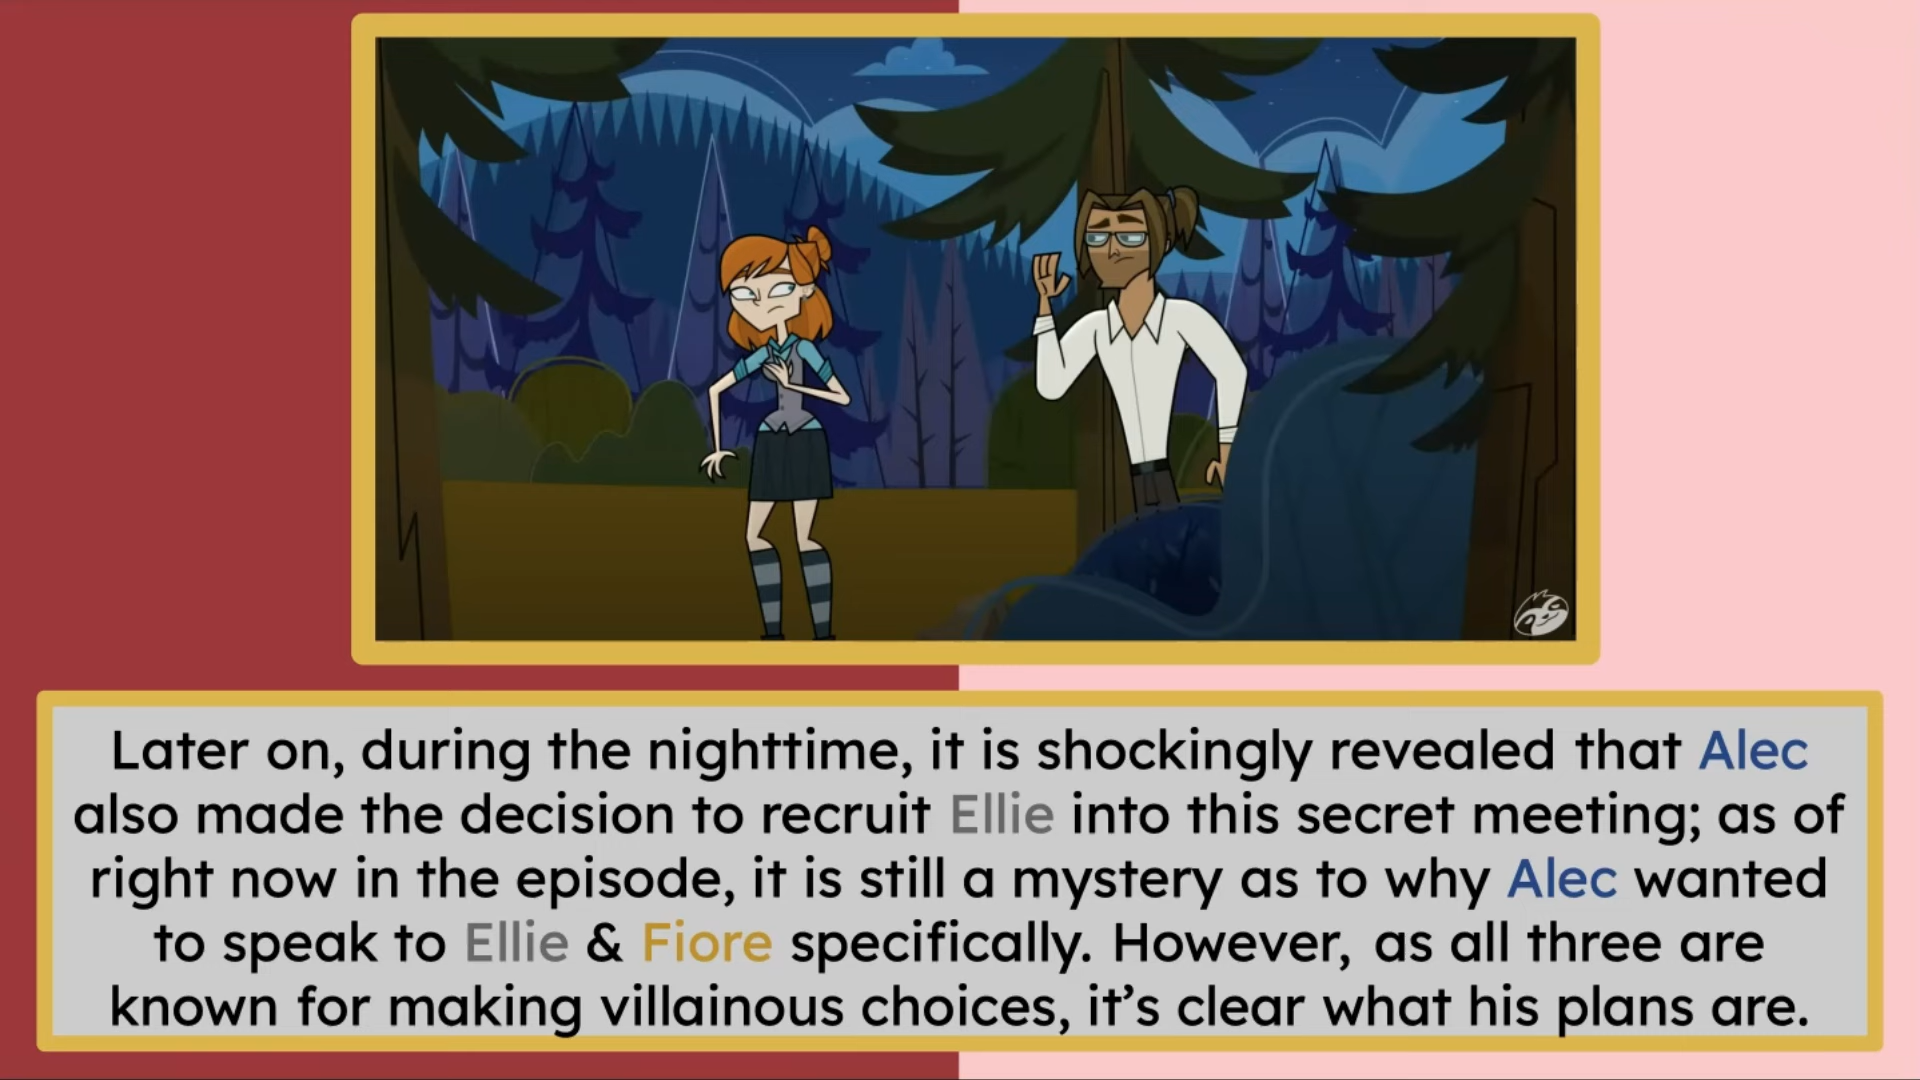 Later on, during the nighttime, it is shockingly revealed that Alec
also made the decision to recruit Ellie into this secret meeting; as of
right now in the episode, it is still a mystery as to why Alec wanted
to speak to Ellie & Fiore specifically. However, as all three are
known for making villainous choices, it’s clear what his plans are.